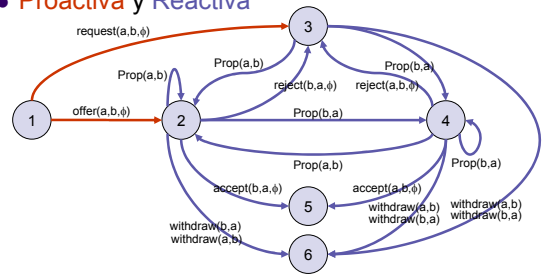 • Proactiva y Reactiva
request(a,b,ϕ)
3
Prop(a,b)
Prop(a,b)
Prop(b,a)
reject(b,a,ϕ)
reject(a,b,ϕ)
offer(a,b,ϕ)
Prop(b,a)
1
2
4
Prop(a,b)
Prop(b,a)
accept(b,a,ϕ)
accept(a,b,ϕ)
5
withdraw(a,b)
withdraw(b,a)
withdraw(a,b)
withdraw(b,a)
withdraw(b,a)
withdraw(a,b)
6